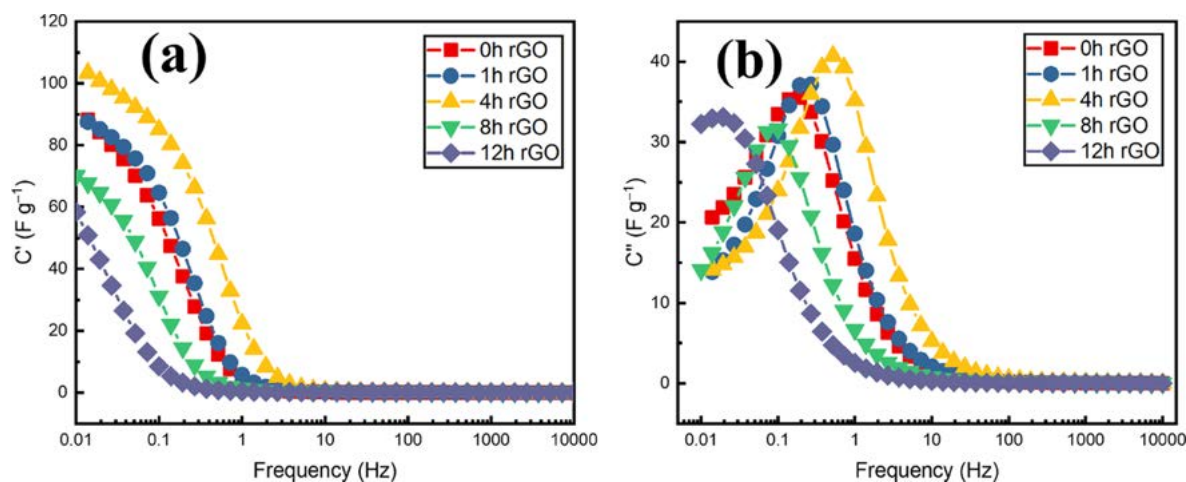 (a)
C' (F g⁻¹)
120
100
80
60
40
20
0
0h rGO
1h rGO
4h rGO
8h rGO
12h rGO
0.01 0.1 1 10 100 1000 10000
Frequency (Hz)
(b)
C'' (F g⁻¹)
40
30
20
10
0
0h rGO
1h rGO
4h rGO
8h rGO
12h rGO
0.01 0.1 1 10 100 1000 10000
Frequency (Hz)